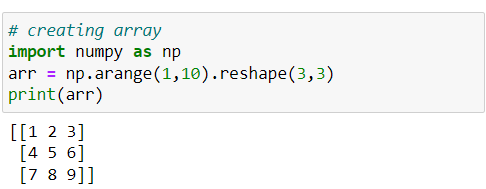 # creating array
import numpy as np
arr = np.arange(1,10).reshape(3,3)
print(arr)
[[1 2 3]
 [4 5 6]
 [7 8 9]]